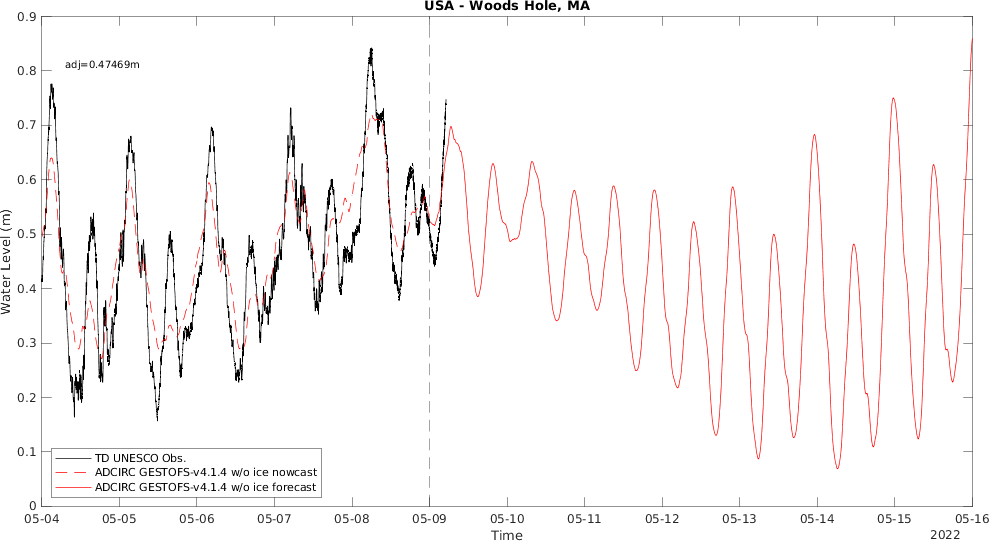 USA - Woods Hole, MA
adj=0.47469m
0.9
0.8
0.7
0.6
0.5
0.4
0.3
0.2
0.1
0
Water Level (m)
TD UNESCO Obs.
ADCIRC GESTOFS-v4.1.4 w/o ice nowcast
ADCIRC GESTOFS-v4.1.4 w/o ice forecast
05-04 05-05 05-06 05-07 05-08 05-09 05-10 05-11 05-12 05-13 05-14 05-15 05-16
Time
2022